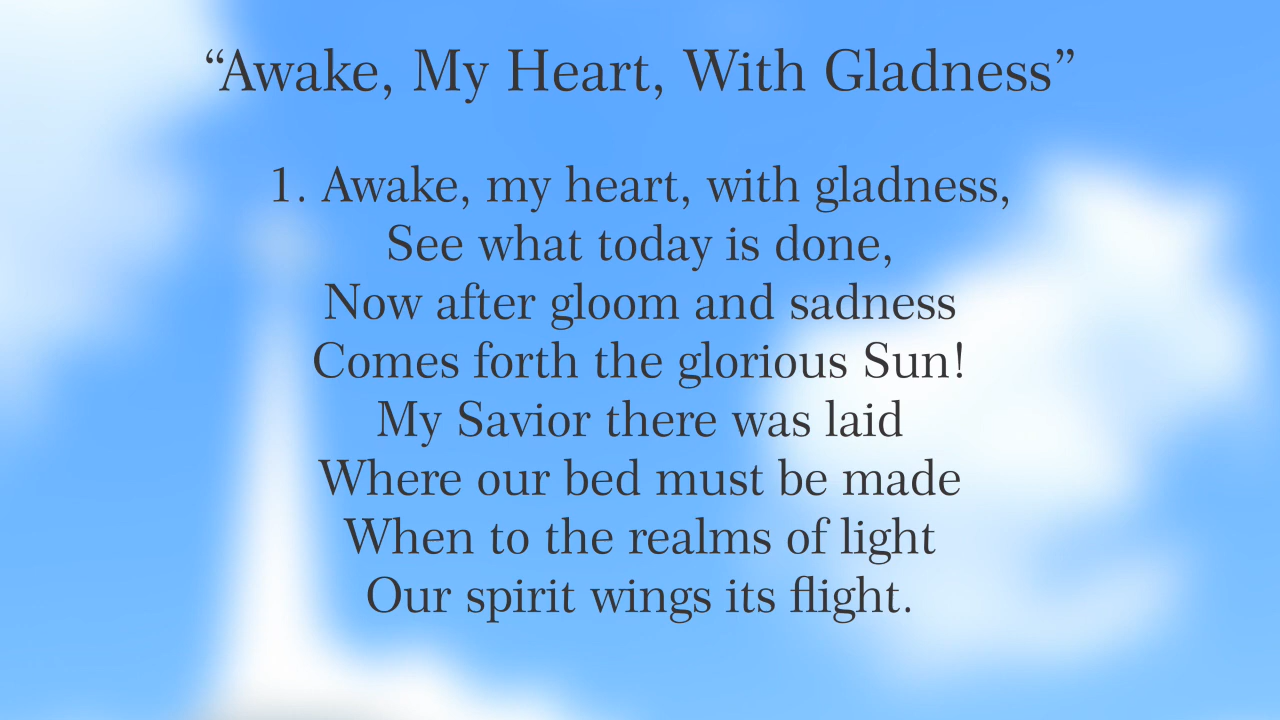 “Awake, My Heart, With Gladness”
1. Awake, my heart, with gladness,
See what today is done,
Now after gloom and sadness
Comes forth the glorious Sun!
My Savior there was laid
Where our bed must be made
When to the realms of light
Our spirit wings its flight.